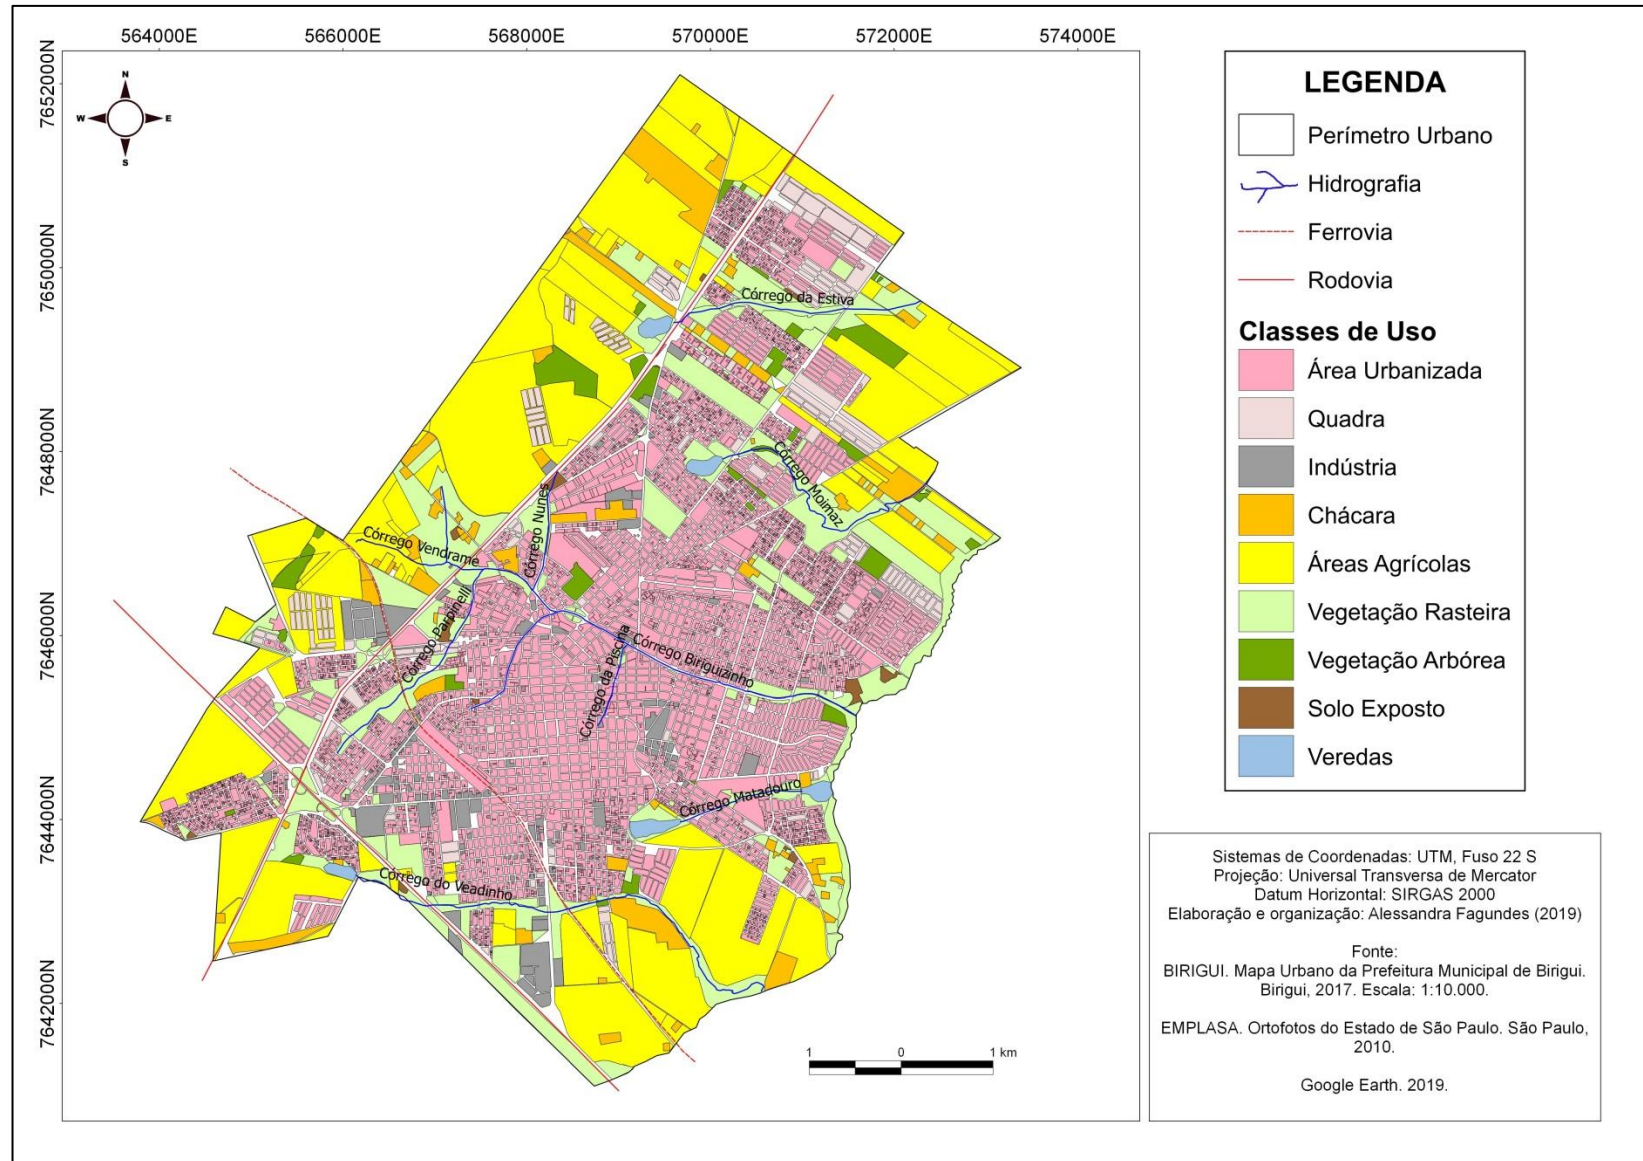 564000E 566000E 568000E 570000E 572000E 574000E
7652000N
7650000N
7648000N
7646000N
7644000N
7642000N
N
W E
S
Córrego da Estiva
Córrego Moimaz
Córrego Nunes
Córrego Vendrame
Córrego Parpinelli
Córrego da Piscina
Córrego Biriguizinho
Córrego Matadouro
Córrego do Veadinho
1 0 1 km
LEGENDA
Perímetro Urbano
Hidrografia
Ferrovia
Rodovia
Classes de Uso
Área Urbanizada
Quadra
Indústria
Chácara
Áreas Agrícolas
Vegetação Rasteira
Vegetação Arbórea
Solo Exposto
Veredas
Sistemas de Coordenadas: UTM, Fuso 22 S
Projeção: Universal Transversa de Mercator
Datum Horizontal: SIRGAS 2000
Elaboração e organização: Alessandra Fagundes (2019)
Fonte:
BIRIGUI. Mapa Urbano da Prefeitura Municipal de Birigui.
Birigui, 2017. Escala: 1:10.000.
EMPLASA. Ortofotos do Estado de São Paulo. São Paulo,
2010.
Google Earth. 2019.